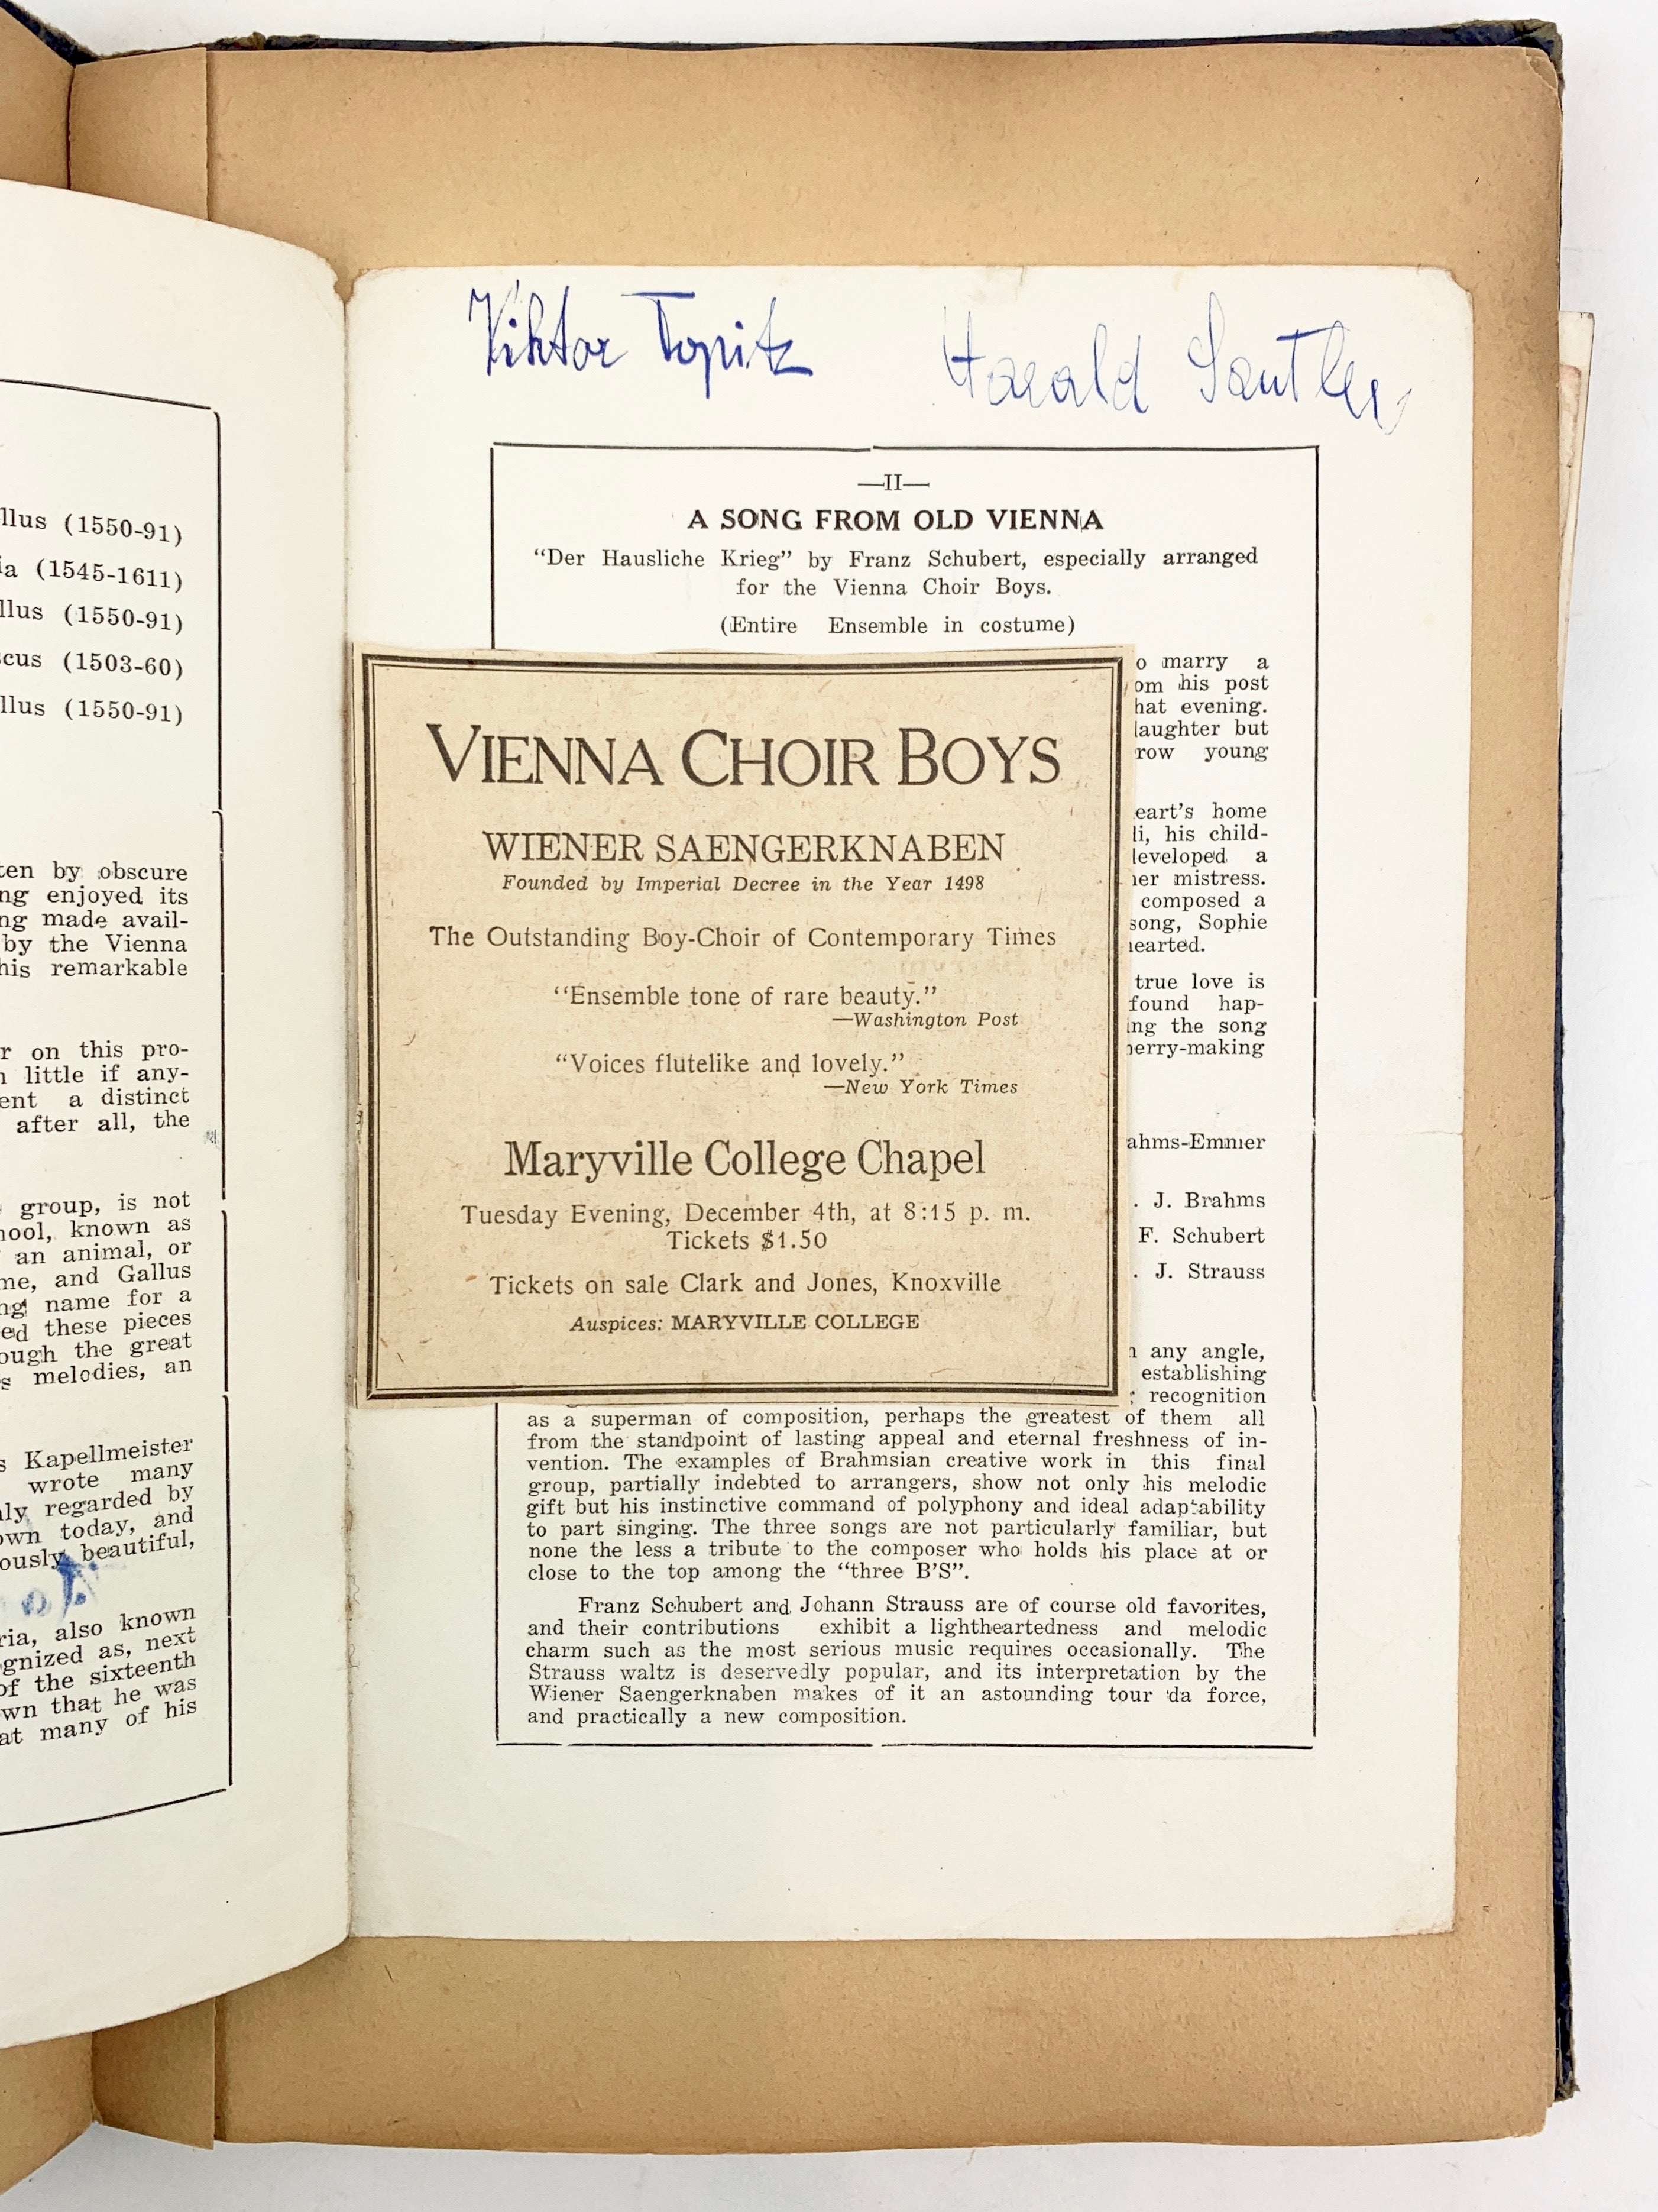 llus (1550-91)
ia (1545-1611)
llus (1550-91)
cus (1503-60)
llus (1550-91)
ten by obscure
ng enjoyed its
ng made avail-
by the Vienna
his remarkable
r on this pro-
n little if any-
ent a distinct
after all, the
group, is not
hool, known as
an animal, or
me, and Gallus
ng name for a
ed these pieces
ough the great
s melodies, an
s Kapellmeister
wrote many
ly regarded by
own today, and
ously beautiful,
ria, also known
gnized as, next
of the sixteenth
wn that he was
at many of his
Viktor Topitz Harald
—II—
A SONG FROM OLD VIENNA
“Der Hausliche Krieg” by Franz Schubert, especially arranged
for the Vienna Choir Boys.
(Entire Ensemble in costume)
o marry a
om his post
hat evening.
laughter but
row young
eart's home
li, his child-
developed a
her mistress.
composed a
song, Sophie
hearted.
true love is
found hap-
ing the song
nerry-making
ahms-Emmer
. J. Brahms
F. Schubert
. J. Strauss
n any angle,
establishing
recognition
VIENNA CHOIR BOYS
WIENER SAENGERKNABEN
Founded by Imperial Decree in the Year 1498
The Outstanding Boy-Choir of Contemporary Times
“Ensemble tone of rare beauty.”
—Washington Post
“Voices flutelike and lovely.”
—New York Times
Maryville College Chapel
Tuesday Evening, December 4th, at 8:15 p. m.
Tickets $1.50
Tickets on sale Clark and Jones, Knoxville
Auspices: MARYVILLE COLLEGE
as a superman of composition, perhaps the greatest of them all
from the standpoint of lasting appeal and eternal freshness of in-
vention. The examples of Brahmsian creative work in this final
group, partially indebted to arrangers, show not only his melodic
gift but his instinctive command of polyphony and ideal adaptability
to part singing. The three songs are not particularly familiar, but
none the less a tribute to the composer who holds his place at or
close to the top among the “three B'S”.
Franz Schubert and Johann Strauss are of course old favorites,
and their contributions exhibit a lightheartedness and melodic
charm such as the most serious music requires occasionally. The
Strauss waltz is deservedly popular, and its interpretation by the
Wiener Saengerknaben makes of it an astounding tour da force,
and practically a new composition.